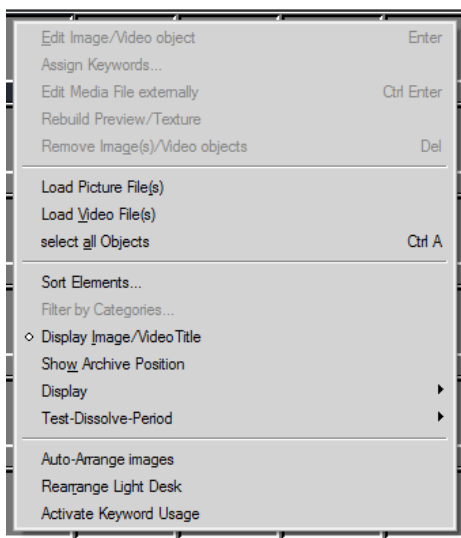 Edit Image/Video object Enter
Assign Keywords...
Edit Media File externally Ctrl Enter
Rebuild Preview/Texture
Remove Image(s)/Video objects Del
Load Picture File(s)
Load Video File(s)
select all Objects Ctrl A
Sort Elements...
Filter by Categories...
Display Image/VideoTitle
Show Archive Position
Display
Test-Dissolve-Period
Auto-Arrange images
Rearrange Light Desk
Activate Keyword Usage